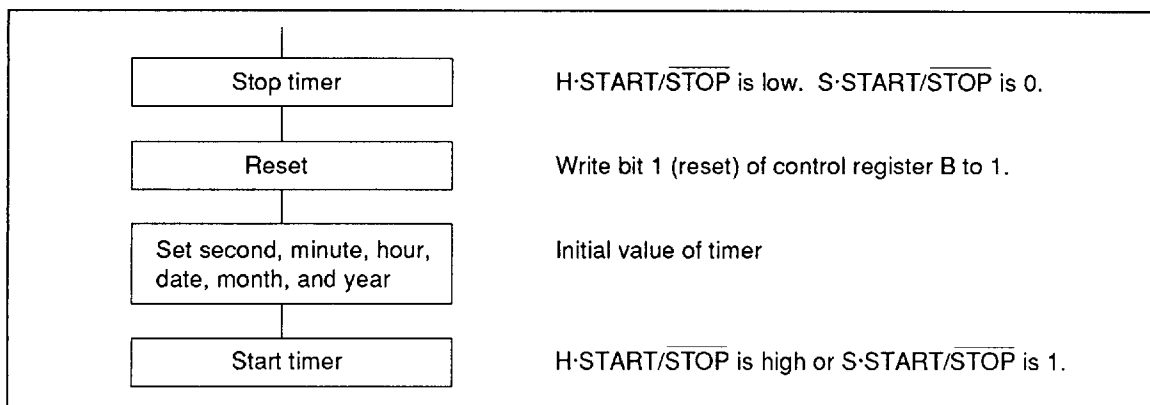 Stop timer
H·START/STOP is low. S·START/STOP is 0.
Reset
Write bit 1 (reset) of control register B to 1.
Set second, minute, hour,
date, month, and year
Initial value of timer
Start timer
H·START/STOP is high or S·START/STOP is 1.